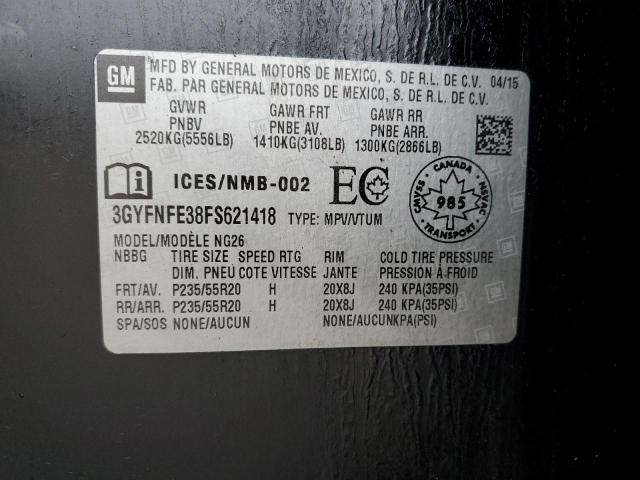 GM
MFD BY GENERAL MOTORS DE MEXICO, S. DE R.L. DE C.V. 04/15
FAB. PAR GENERAL MOTORS DE MEXICO, S. DE R.L. DE C.V.
GVWR GAWR FRT GAWR RR
PNBV PNBE AV. PNBE ARR.
2520KG(5556LB) 1410KG(3108LB) 1300KG(2866LB)
i ICES/NMB-002 EC
CANADA
CMVSS 985 NSVAC
TRANSPORT
3GYFNFE38FS621418 TYPE: MPV/VTUM
MODEL/MODÈLE NG26
NBBG TIRE SIZE SPEED RTG RIM COLD TIRE PRESSURE
DIM. PNEU COTE VITESSE JANTE PRESSION À FROID
FRT/AV. P235/55R20 H 20X8J 240 KPA(35PSI)
RR/ARR. P235/55R20 H 20X8J 240 KPA(35PSI)
SPA/SOS NONE/AUCUN NONE/AUCUNKPA(PSI)